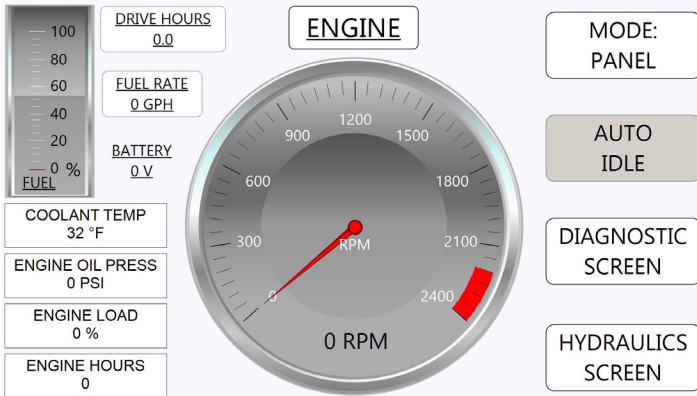 100
80
60
40
20
0 %
FUEL
DRIVE HOURS
0.0
FUEL RATE
0 GPH
BATTERY
0 V
COOLANT TEMP
32 °F
ENGINE OIL PRESS
0 PSI
ENGINE LOAD
0 %
ENGINE HOURS
0
ENGINE
0
300
600
900
1200
1500
1800
2100
2400
RPM
0 RPM
MODE:
PANEL
AUTO
IDLE
DIAGNOSTIC
SCREEN
HYDRAULICS
SCREEN